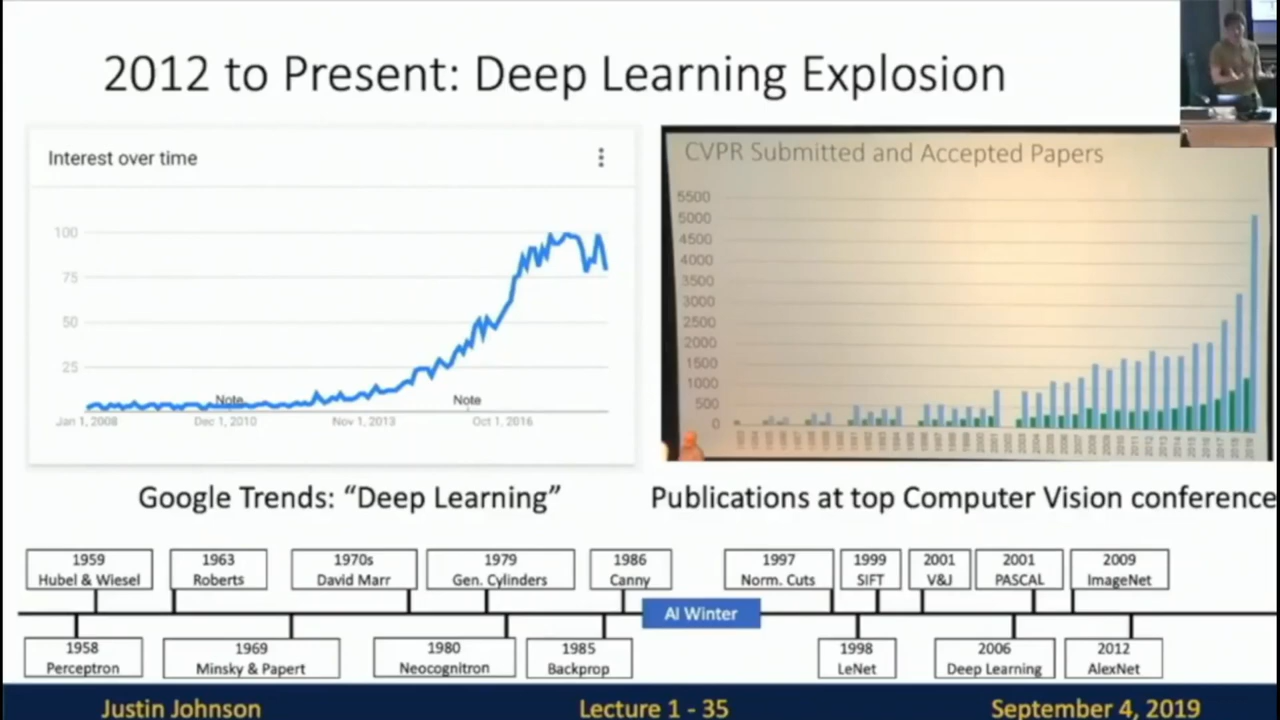 2012 to Present: Deep Learning Explosion
Interest over time
100
75
50
25
Note
Note
Jan 1, 2008
Dec 1, 2010
Nov 1, 2013
Oct 1, 2016
Google Trends: “Deep Learning”
CVPR Submitted and Accepted Papers
5500
5000
4500
4000
3500
3000
2500
2000
1500
1000
500
0
Publications at top Computer Vision conference
1959
Hubel & Wiesel
1963
Roberts
1970s
David Marr
1979
Gen. Cylinders
1986
Canny
1997
Norm. Cuts
1999
SIFT
2001
V&J
2001
PASCAL
2009
ImageNet
AI Winter
1958
Perceptron
1969
Minsky & Papert
1980
Neocognitron
1985
Backprop
1998
LeNet
2006
Deep Learning
2012
AlexNet
Justin Johnson
Lecture 1 - 35
September 4, 2019